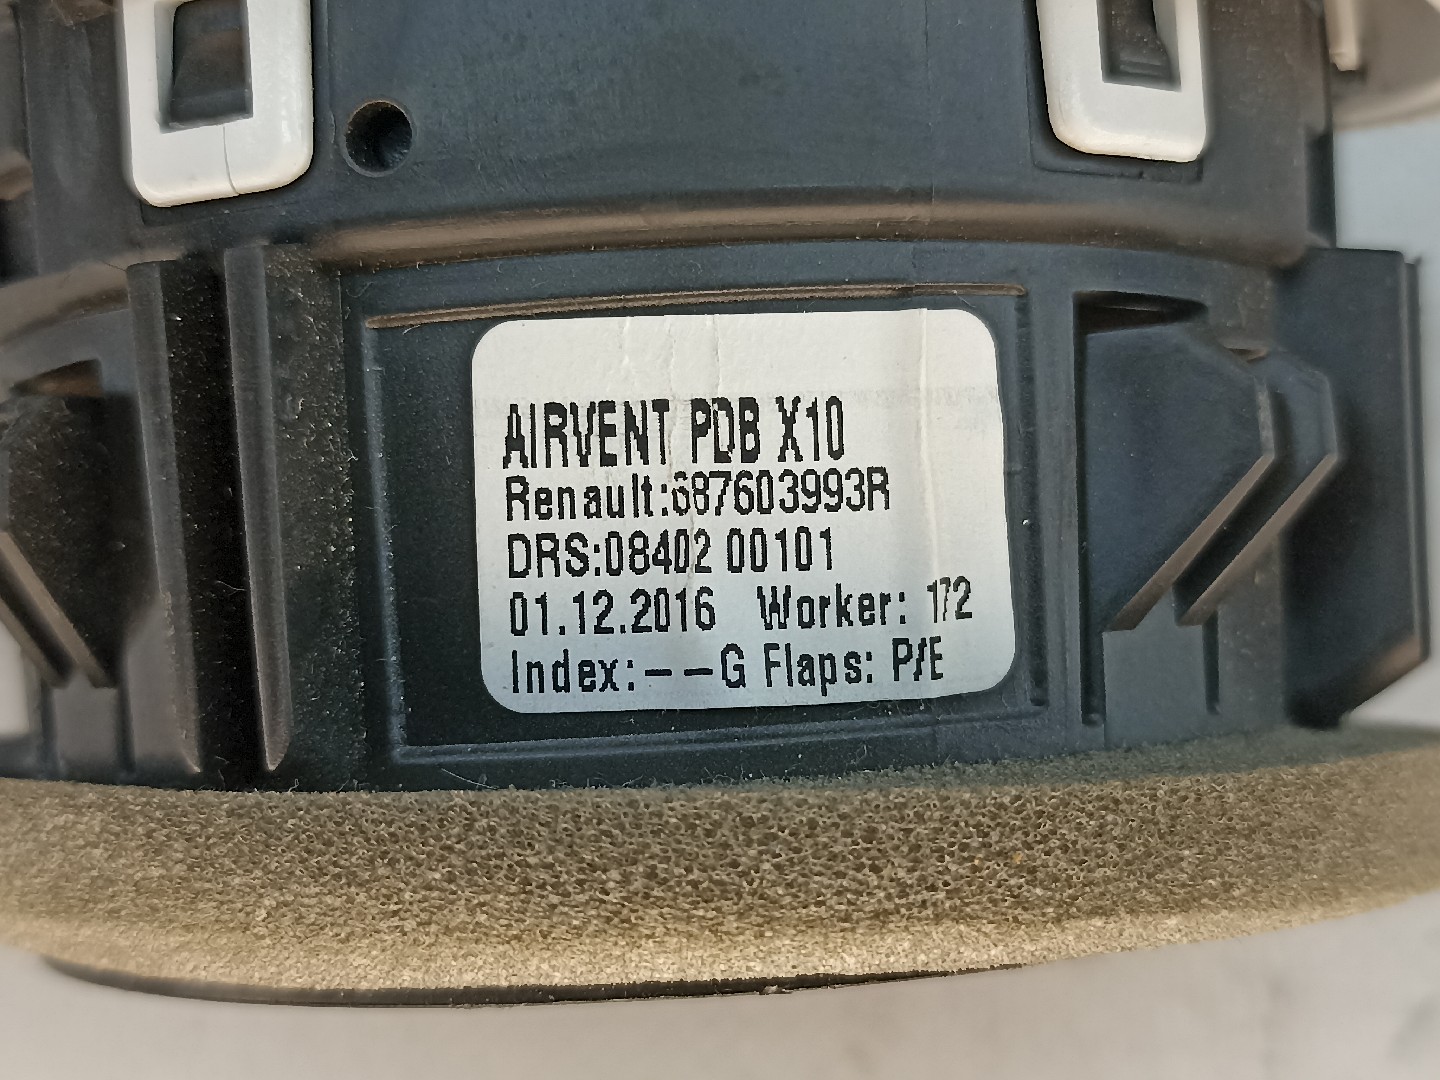 AIRVENT PDB X10
Renault:687603993R
DRS:08402 00101
01.12.2016 Worker: 172
Index:--G Flaps: P/E